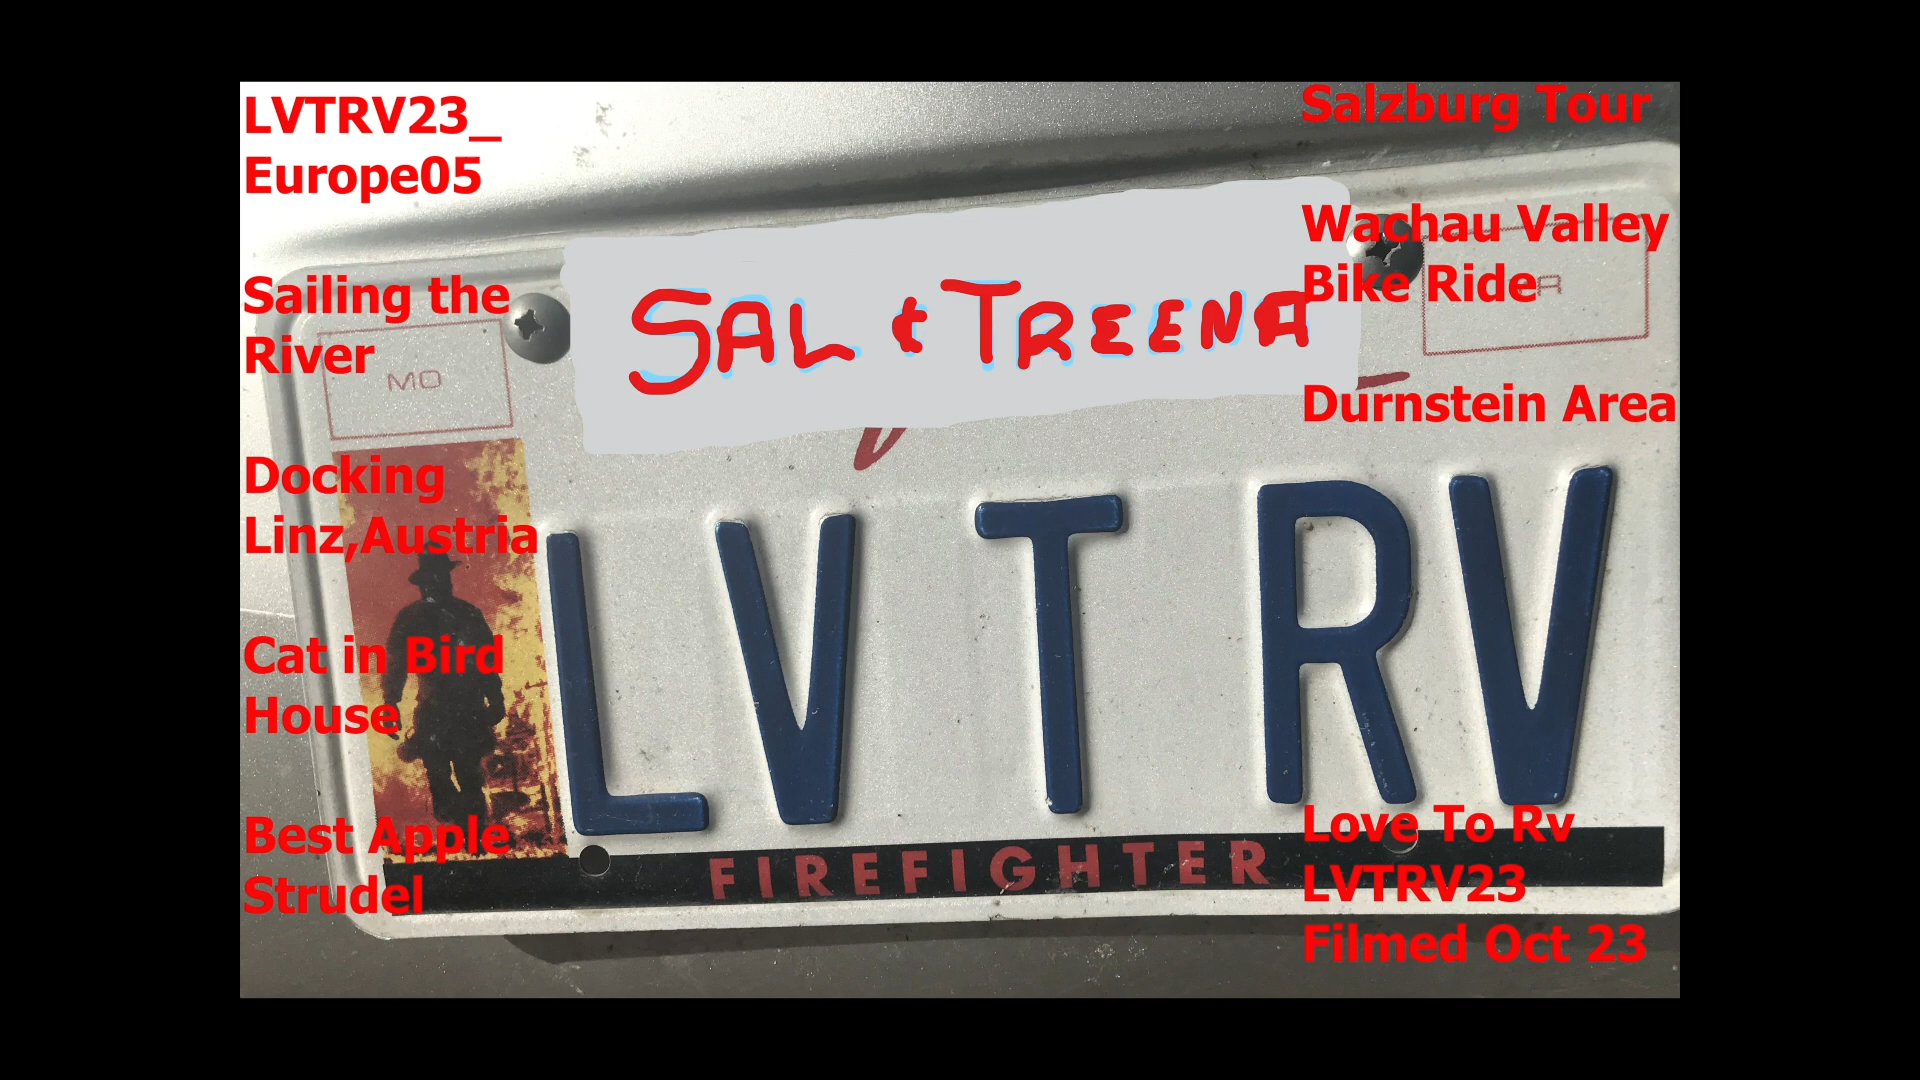 LVTRV23_
Europe05
Sailing the
River
Docking
Linz,Austria
Cat in Bird
House
Best Apple
Strudel
SAL & TREENA
MO
LV T RV
FIREFIGHTER
Salzburg Tour
Wachau Valley
Bike Ride
Durnstein Area
Love To Rv
LVTRV23
Filmed Oct 23